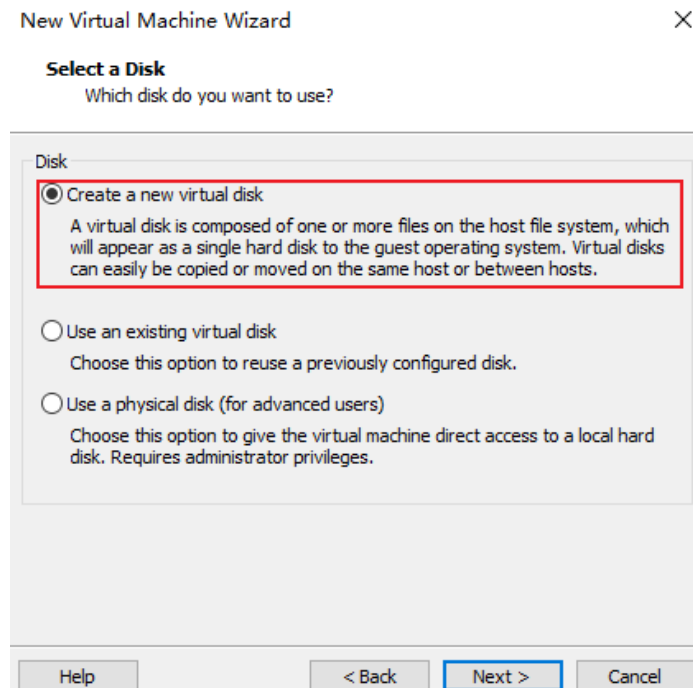 New Virtual Machine Wizard
Select a Disk
Which disk do you want to use?
Disk
Create a new virtual disk
A virtual disk is composed of one or more files on the host file system, which
will appear as a single hard disk to the guest operating system. Virtual disks
can easily be copied or moved on the same host or between hosts.
Use an existing virtual disk
Choose this option to reuse a previously configured disk.
Use a physical disk (for advanced users)
Choose this option to give the virtual machine direct access to a local hard
disk. Requires administrator privileges.
Help < Back Next > Cancel